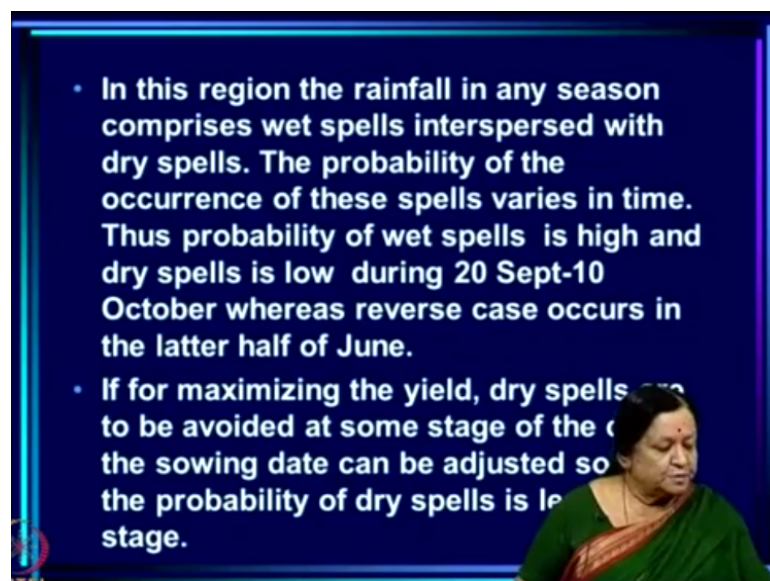 • In this region the rainfall in any season
comprises wet spells interspersed with
dry spells. The probability of the
occurrence of these spells varies in time.
Thus probability of wet spells is high and
dry spells is low during 20 Sept-10
October whereas reverse case occurs in
the latter half of June.
• If for maximizing the yield, dry spells
to be avoided at some stage of the
the sowing date can be adjusted so
the probability of dry spells is
stage.